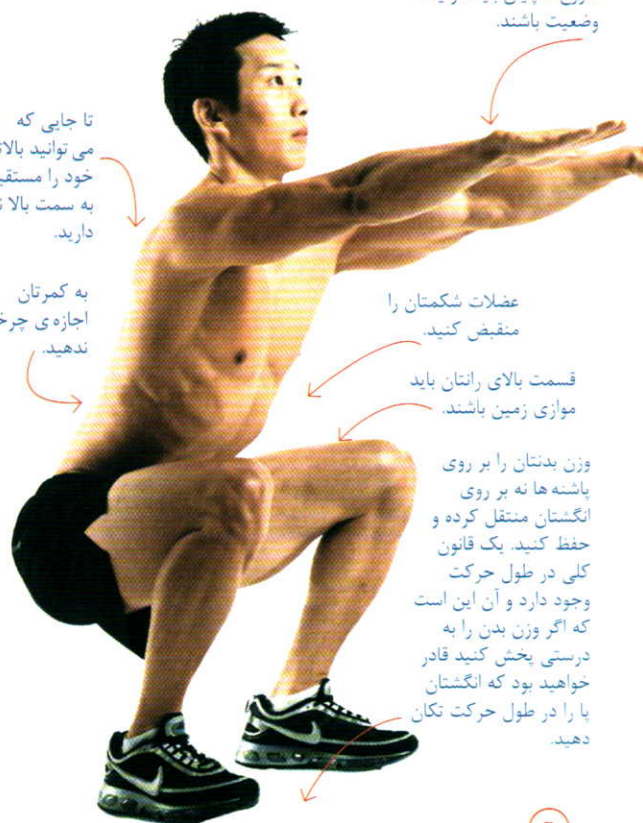 وضعیت باشند.
تا جایی که
می توانید
خود را
به سمت بالا
دارید.
به کمرتان
اجازه ی
ندهید.
عضلات شکمتان را
منقبض کنید.
قسمت بالای رانتان باید
موازی زمین باشند.
وزن بدنتان را بر روی
پاشنه ها نه بر روی
انگشتان منتقل کرده و
حفظ کنید. یک قانون
کلی در طول حرکت
وجود دارد و آن این است
که اگر وزن بدن را به
درستی پخش کنید قادر
خواهید بود که انگشتان
پا را در طول حرکت تکان
دهید.